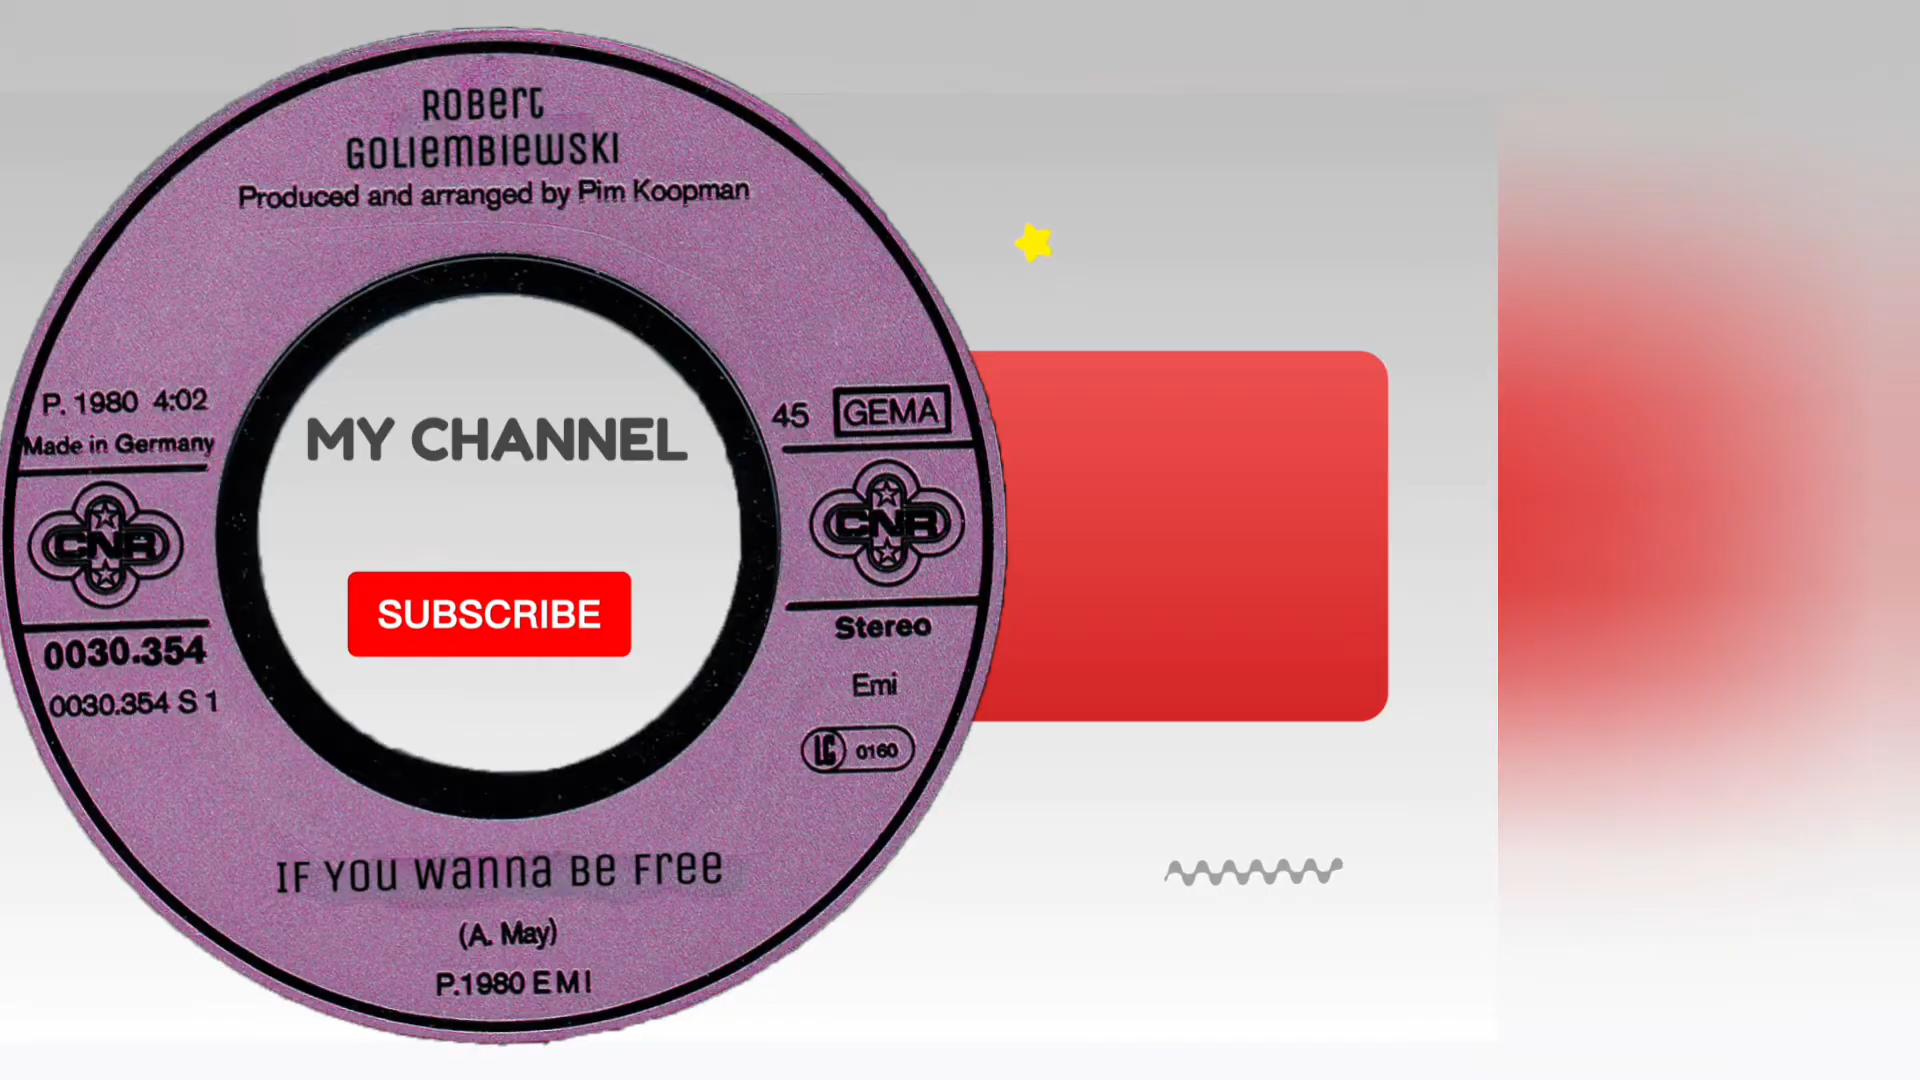 Robert
Goliembiewski
Produced and arranged by Pim Koopman
P. 1980 4:02
Made in Germany
CNR
0030.354
0030.354 S 1
MY CHANNEL
SUBSCRIBE
45 GEMA
CNR
Stereo
Emi
LC 0160
If You Wanna Be Free
(A. May)
P.1980 EMI